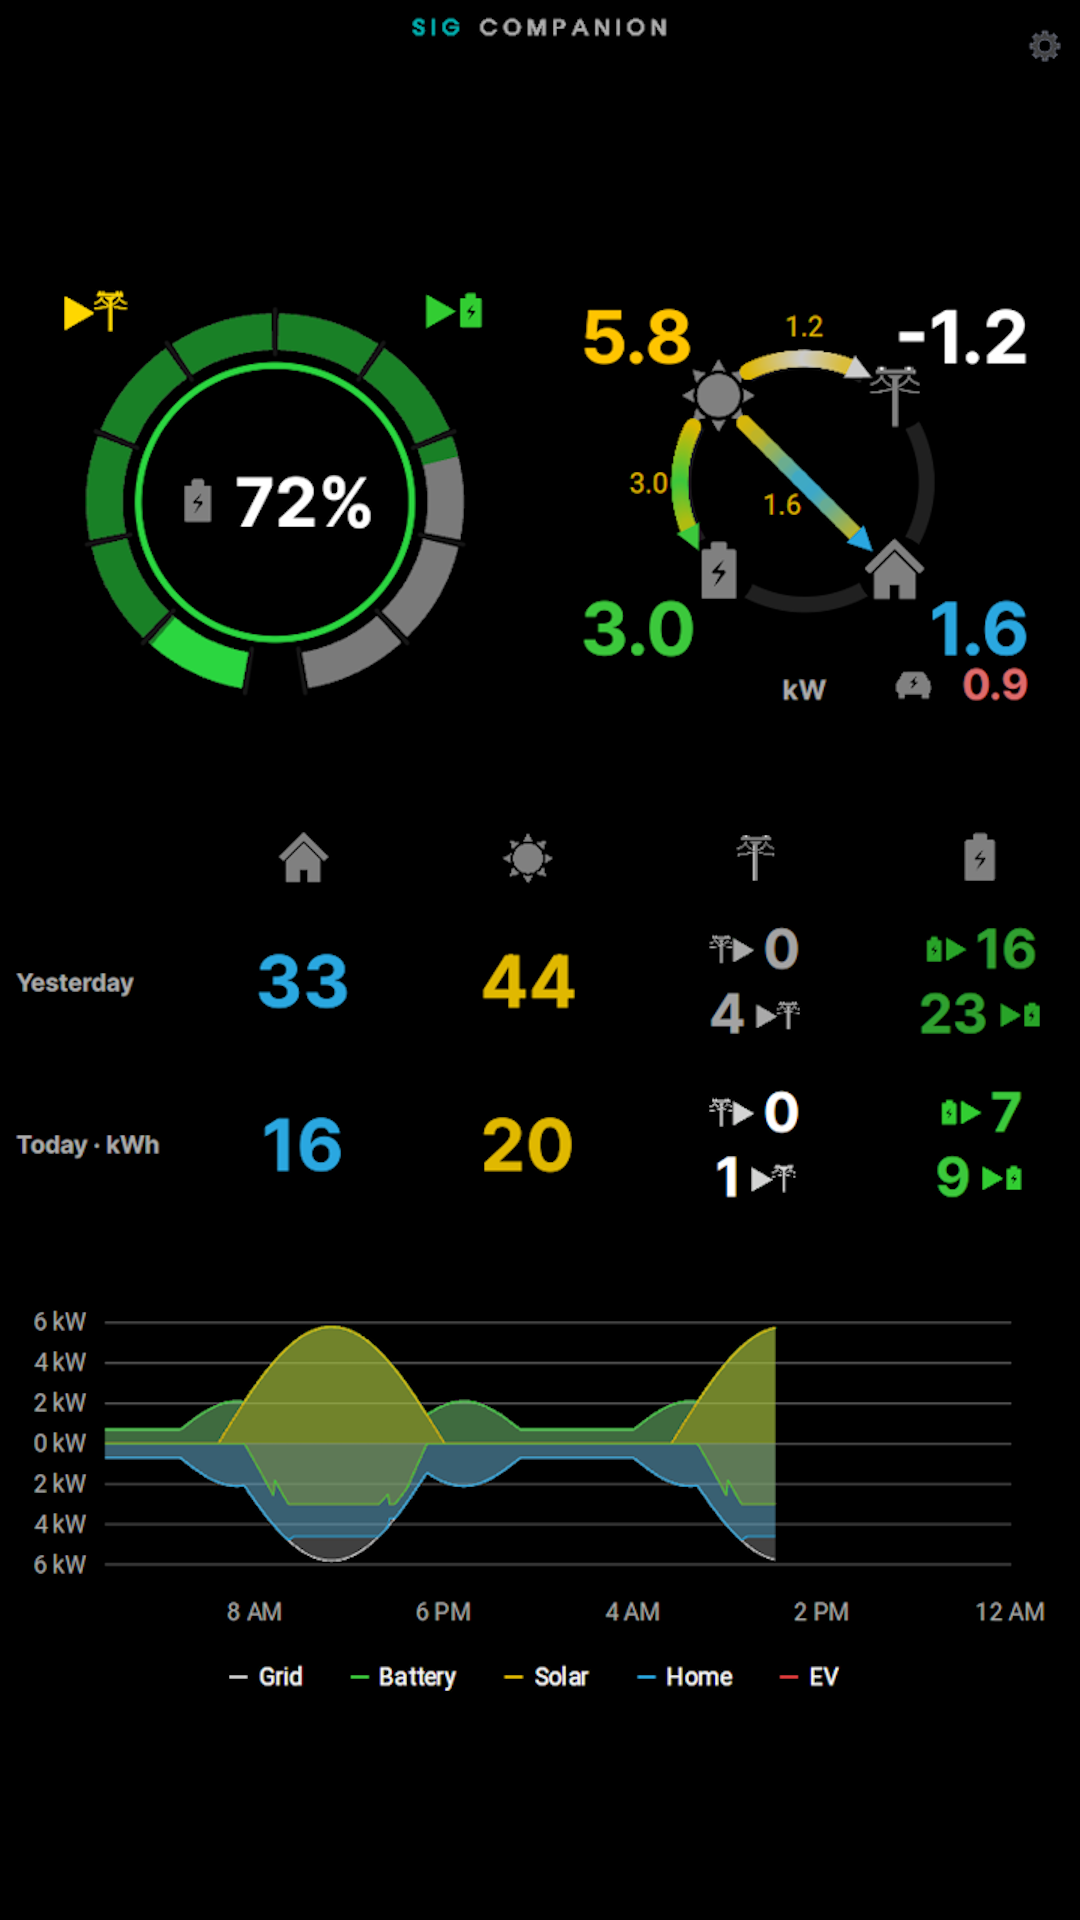 SIG COMPANION
5.8
1.2
-1.2
72%
3.0
1.6
3.0
1.6
kW
0.9
Yesterday
33
44
0
4
16
23
Today · kWh
16
20
0
1
7
9
6 kW
4 kW
2 kW
0 kW
2 kW
4 kW
6 kW
8 AM
6 PM
4 AM
2 PM
12 AM
Grid
Battery
Solar
Home
EV